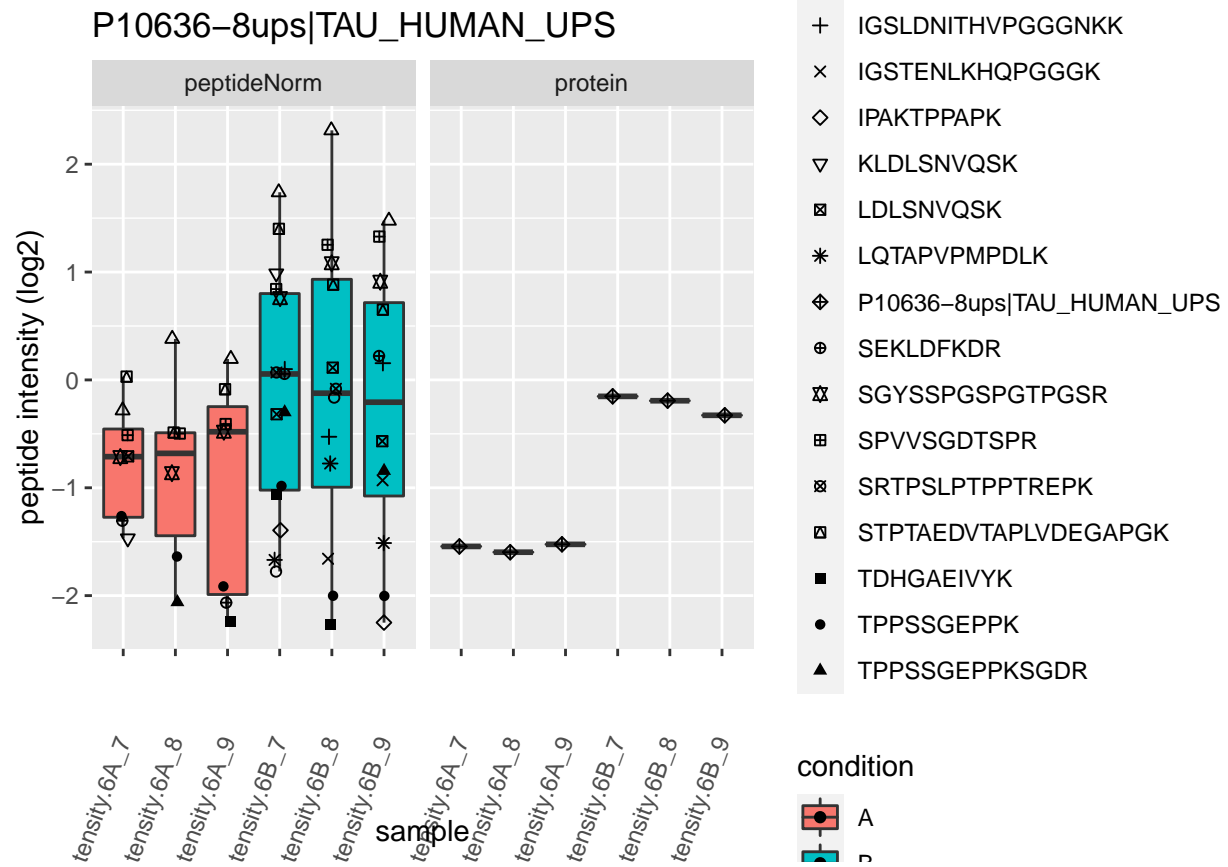 P10636−8ups|TAU_HUMAN_UPS
peptideNorm
protein
peptide intensity (log2)
2
1
0
−1
−2
tensity.6A_7
tensity.6A_8
tensity.6A_9
tensity.6B_7
tensity.6B_8
tensity.6B_9
tensity.6A_7
tensity.6A_8
tensity.6A_9
tensity.6B_7
tensity.6B_8
tensity.6B_9
sample
IGSLDNITHVPGGGNKK
IGSTENLKHQPGGGK
IPAKTPPAPK
KLDLSNVQSK
LDLSNVQSK
LQTAPVPMPDLK
P10636−8ups|TAU_HUMAN_UPS
SEKLDFKDR
SGYSSPGSPGTPGSR
SPVVSGDTSPR
SRTPSLPTPPTREPK
STPTAEDVTAPLVDEGAPGK
TDHGAEIVYK
TPPSSGEPPK
TPPSSGEPPKSGDR
condition
A
B